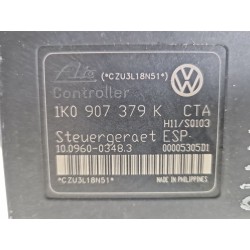 Ate (*CZU3L18N51*)
Controller
1K0 907 379 K CTA
H11/SQ103
Steuergeraet ESP
10.0960-0348.3 00005305D1
*CZU3L18N51* MADE IN PHILIPPINES